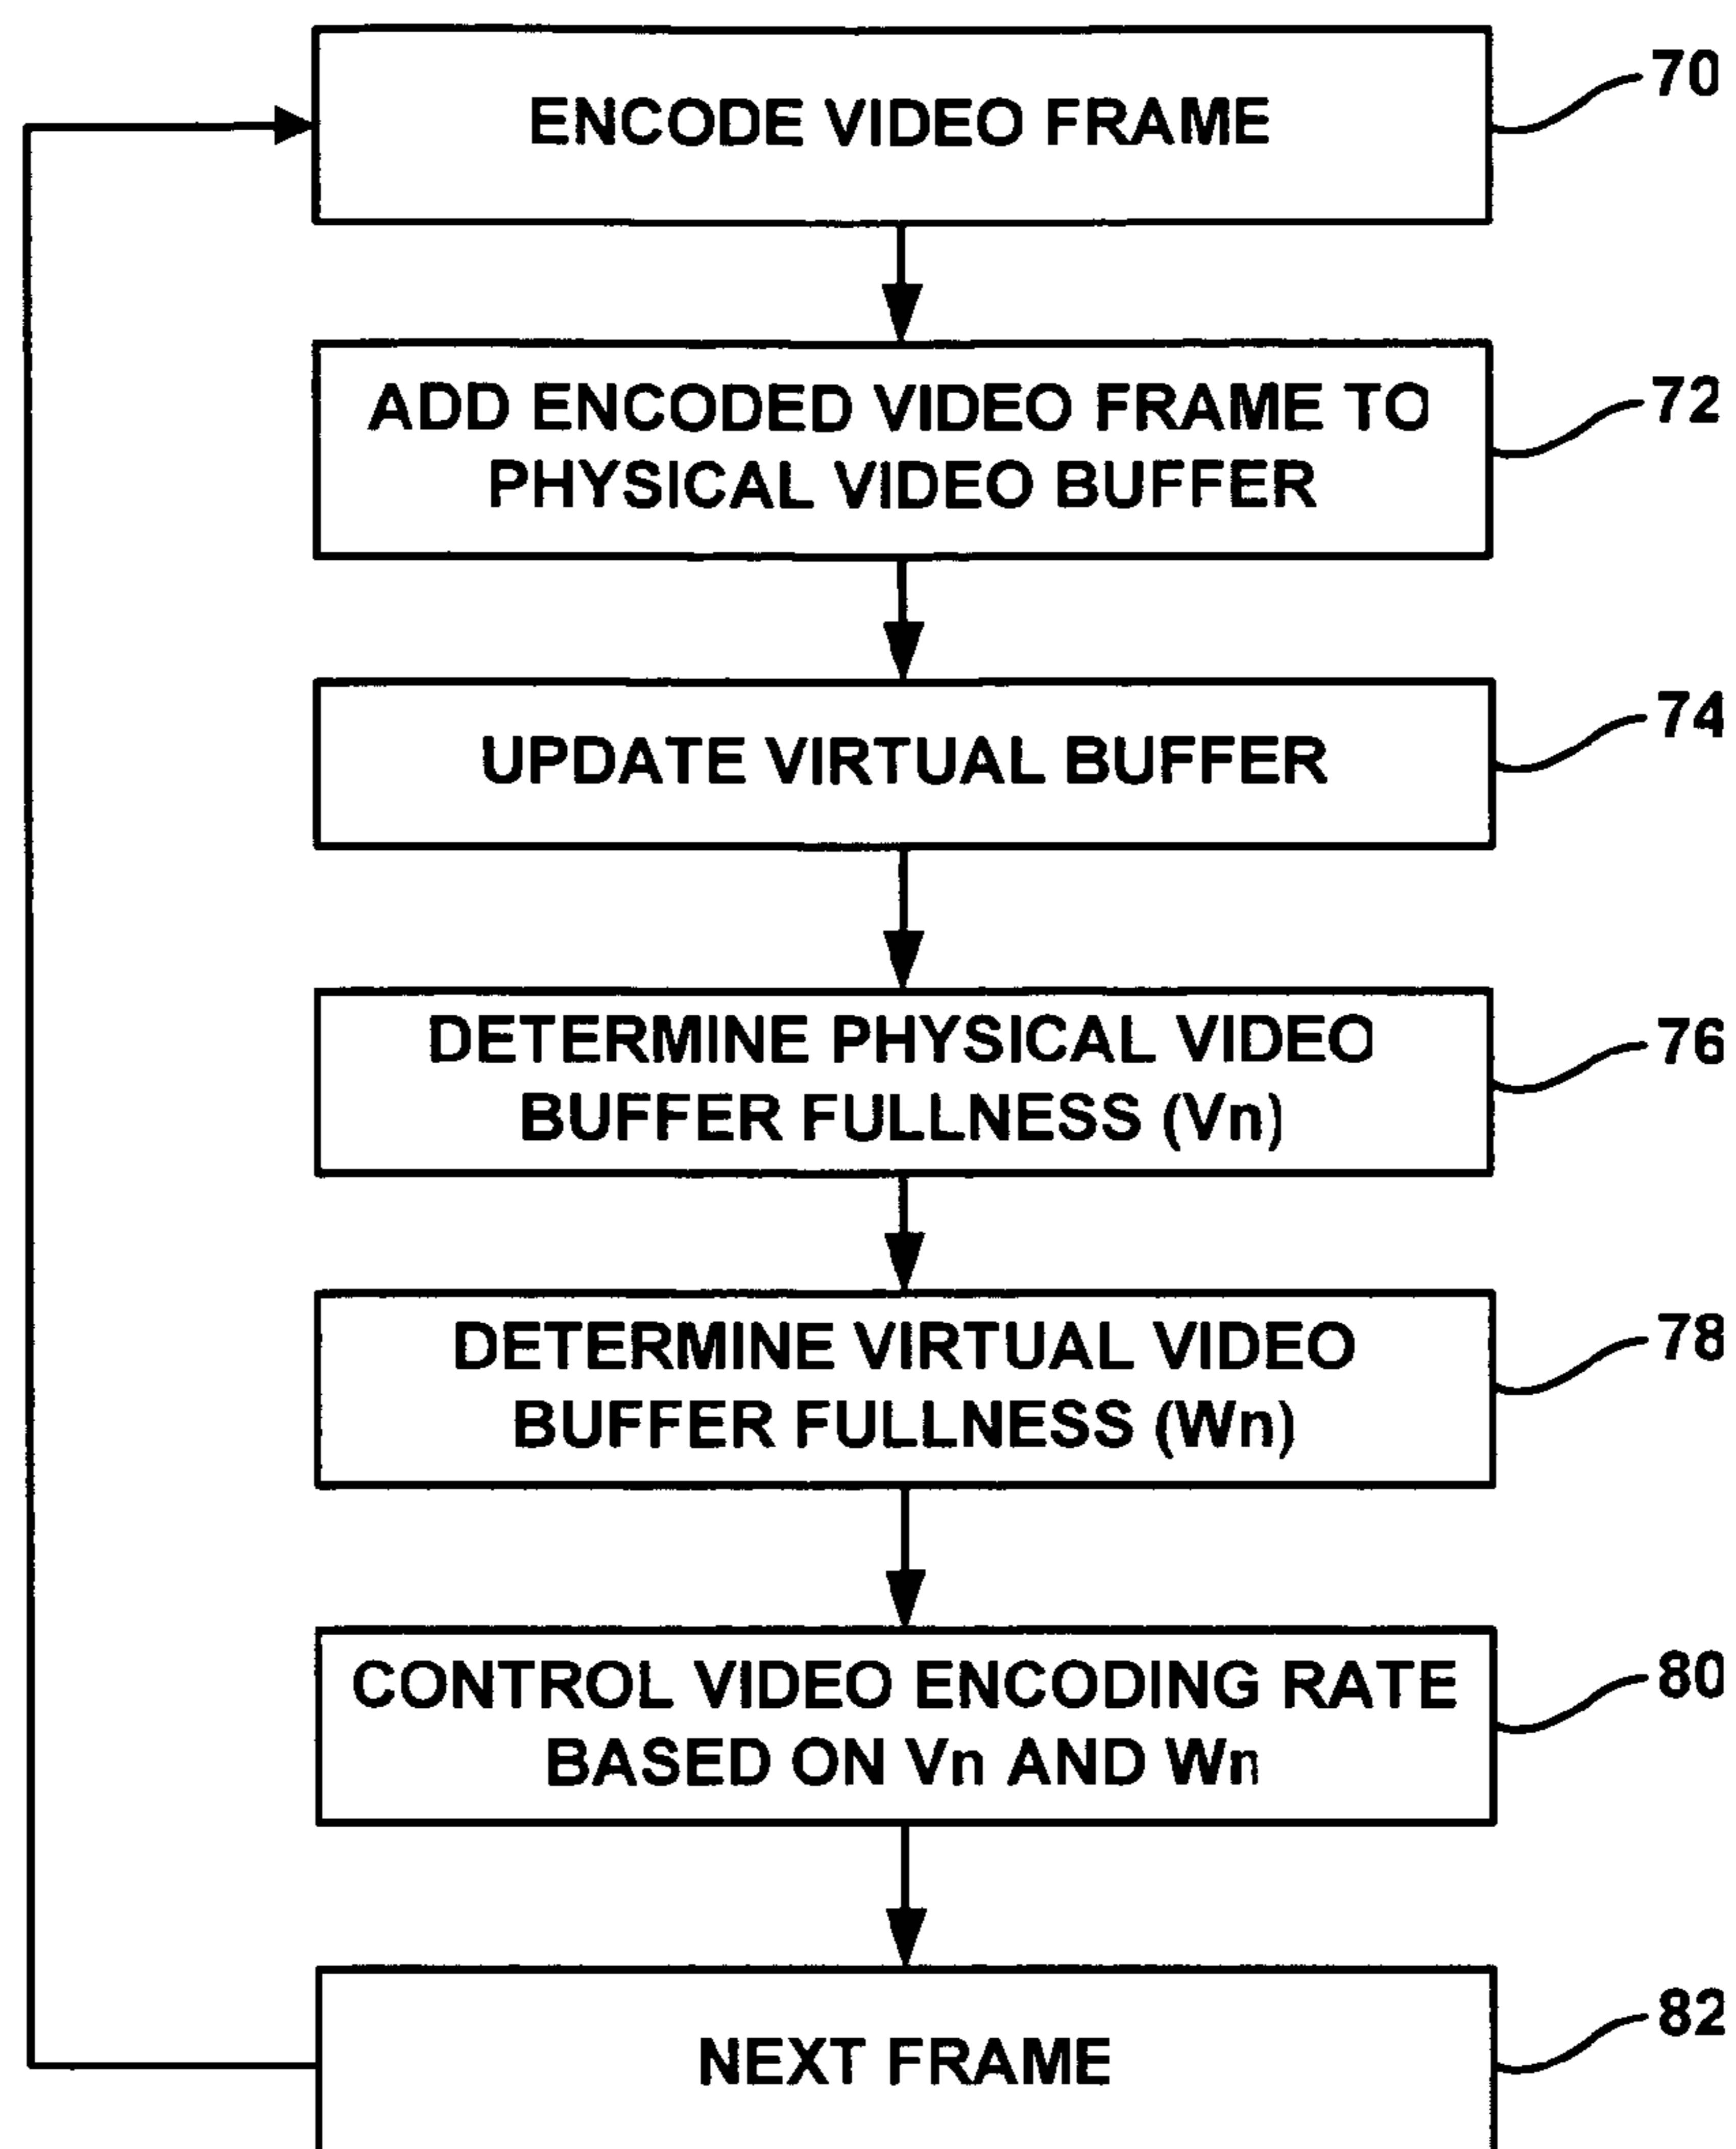 ENCODE VIDEO FRAME
70
ADD ENCODED VIDEO FRAME TO
PHYSICAL VIDEO BUFFER
72
UPDATE VIRTUAL BUFFER
74
DETERMINE PHYSICAL VIDEO
BUFFER FULLNESS (Vn)
76
DETERMINE VIRTUAL VIDEO
BUFFER FULLNESS (Wn)
78
CONTROL VIDEO ENCODING RATE
BASED ON Vn AND Wn
80
NEXT FRAME
82